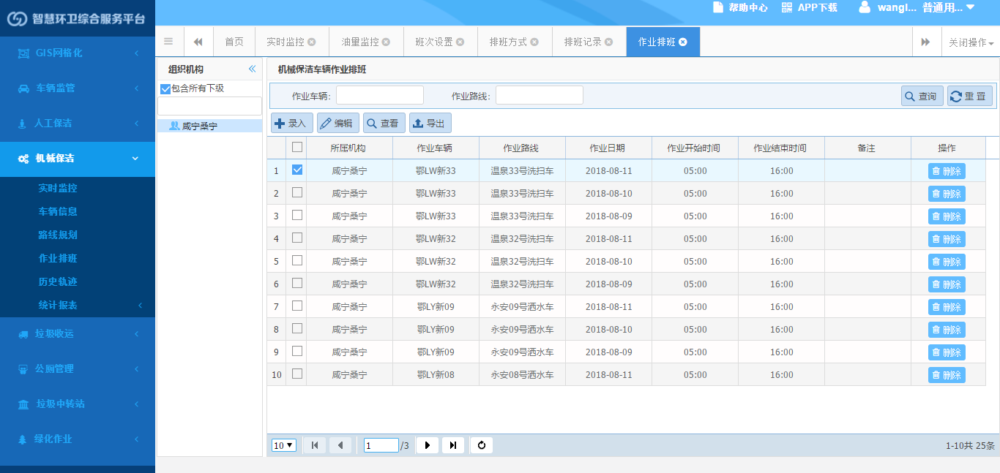 智慧环卫综合服务平台
帮助中心 APP下载 wangl... 普通用...
首页 实时监控 油量监控 班次设置 排班方式 排班记录 作业排班 关闭操作
GIS网格化
车辆监管
人工保洁
机械保洁
实时监控
车辆信息
路线规划
作业排班
历史轨迹
统计报表
垃圾收运
公厕管理
垃圾中转站
绿化作业
组织机构
包含所有下级
咸宁桑宁
机械保洁车辆作业排班
作业车辆: 作业路线: 查询 重 置
录入 编辑 查看 导出
所属机构 作业车辆 作业路线 作业日期 作业开始时间 作业结束时间 备注 操作
1 咸宁桑宁 鄂LW新33 温泉33号洗扫车 2018-08-11 05:00 16:00 删除
2 咸宁桑宁 鄂LW新33 温泉33号洗扫车 2018-08-10 05:00 16:00 删除
3 咸宁桑宁 鄂LW新33 温泉33号洗扫车 2018-08-09 05:00 16:00 删除
4 咸宁桑宁 鄂LW新32 温泉32号洗扫车 2018-08-11 05:00 16:00 删除
5 咸宁桑宁 鄂LW新32 温泉32号洗扫车 2018-08-10 05:00 16:00 删除
6 咸宁桑宁 鄂LW新32 温泉32号洗扫车 2018-08-09 05:00 16:00 删除
7 咸宁桑宁 鄂LY新09 永安09号洒水车 2018-08-11 05:00 16:00 删除
8 咸宁桑宁 鄂LY新09 永安09号洒水车 2018-08-10 05:00 16:00 删除
9 咸宁桑宁 鄂LY新09 永安09号洒水车 2018-08-09 05:00 16:00 删除
10 咸宁桑宁 鄂LY新08 永安08号洒水车 2018-08-11 05:00 16:00 删除
10 1 /3 1-10共 25条